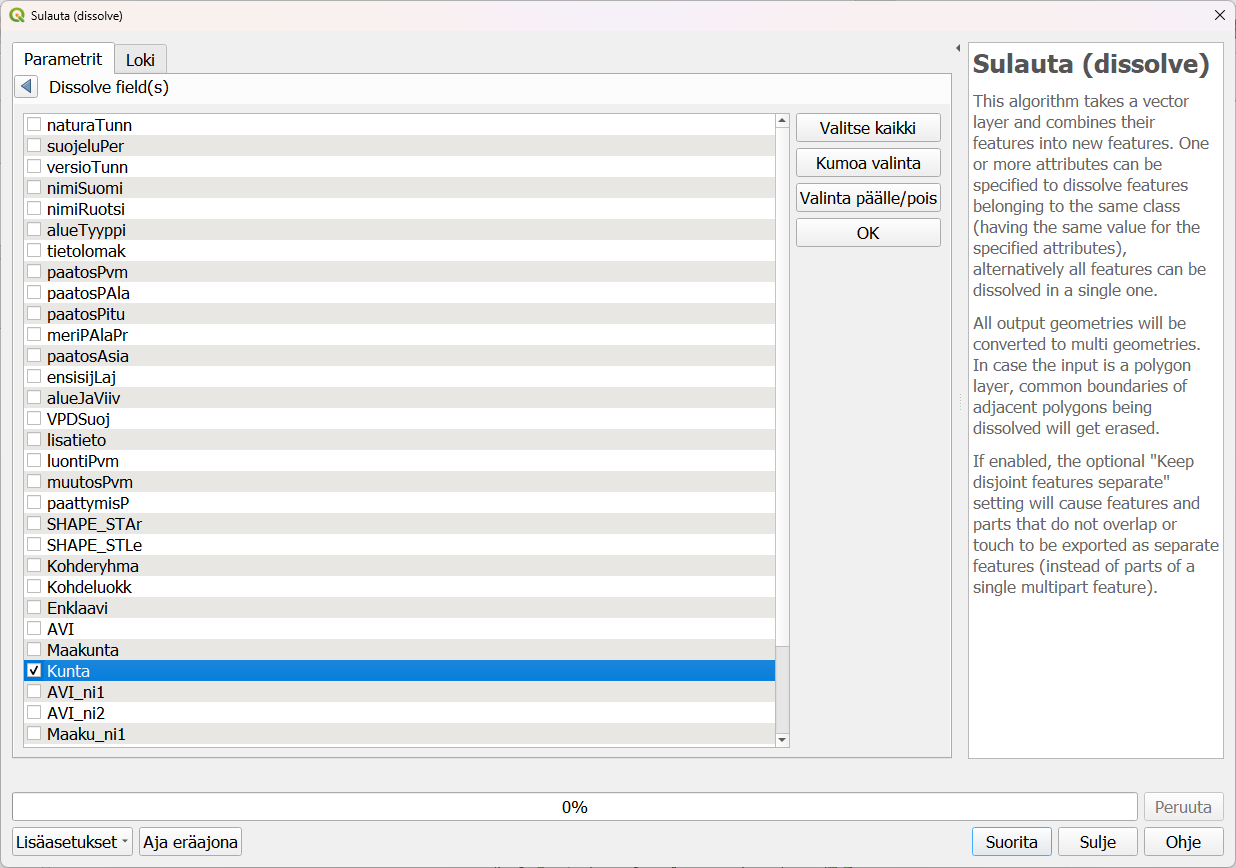 Sulauta (dissolve)
Parametrit
Loki
Dissolve field(s)
naturaTunn
suojeluPer
versioTunn
nimiSuomi
nimiRuotsi
alueTyyppi
tietolomak
paatosPvm
paatosPAla
paatosPitu
meriPAlaPr
paatosAsia
ensisijLaj
alueJaViiv
VPDSuoj
lisatieto
luontiPvm
muutosPvm
paattymisP
SHAPE_STAr
SHAPE_STLe
Kohderyhma
Kohdeluokk
Enklaavi
AVI
Maakunta
Kunta
AVI_ni1
AVI_ni2
Maaku_ni1
Valitse kaikki
Kumoa valinta
Valinta päälle/pois
OK
Sulauta (dissolve)
This algorithm takes a vector
layer and combines their
features into new features. One
or more attributes can be
specified to dissolve features
belonging to the same class
(having the same value for the
specified attributes),
alternatively all features can be
dissolved in a single one.
All output geometries will be
converted to multi geometries.
In case the input is a polygon
layer, common boundaries of
adjacent polygons being
dissolved will get erased.
If enabled, the optional "Keep
disjoint features separate"
setting will cause features and
parts that do not overlap or
touch to be exported as separate
features (instead of parts of a
single multipart feature).
0%
Peruuta
Lisäasetukset
Aja eräajona
Suorita
Sulje
Ohje